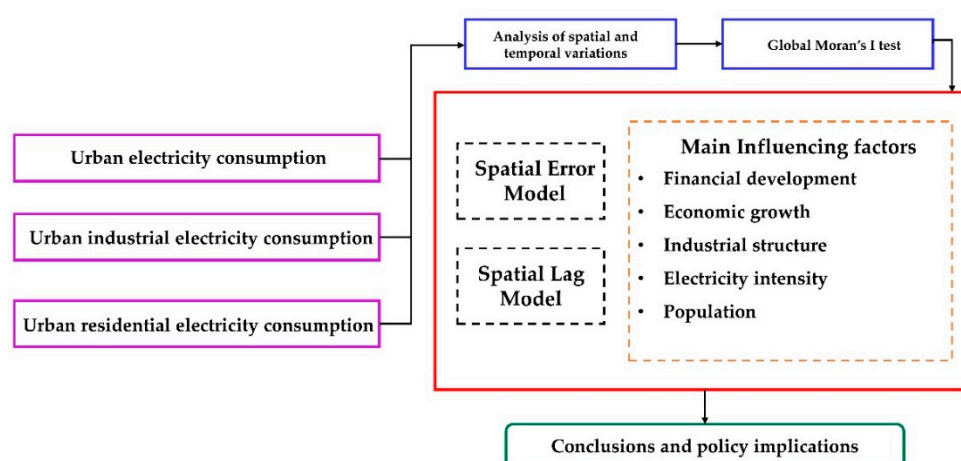 Analysis of spatial and
temporal variations
Global Moran's I test
Urban electricity consumption
Urban industrial electricity consumption
Urban residential electricity consumption
Spatial Error
Model
Spatial Lag
Model
Main Influencing factors
• Financial development
• Economic growth
• Industrial structure
• Electricity intensity
• Population
Conclusions and policy implications